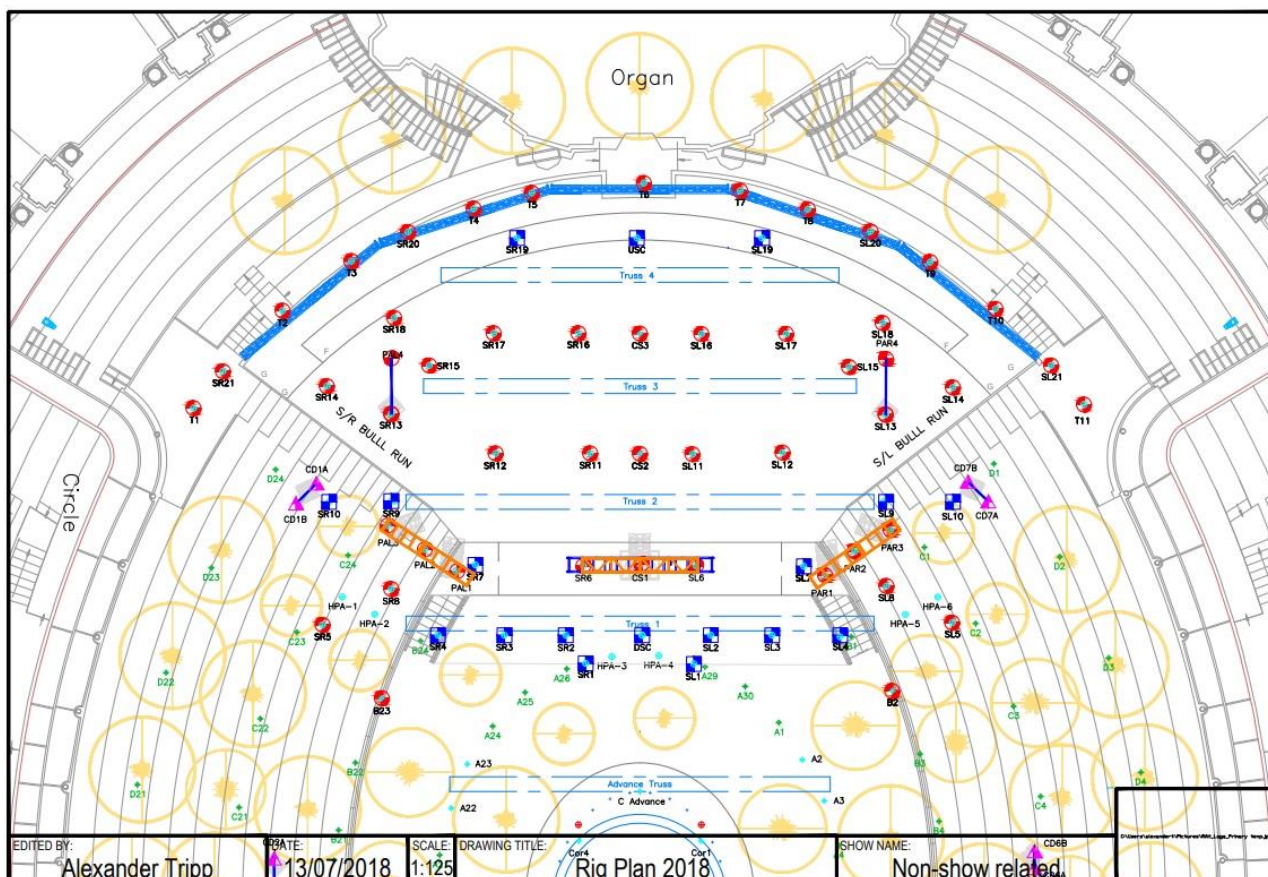 Organ
T6
T5
T7
T4
T8
SR20
SL20
SR19
USC
SL19
T3
T9
Truss 4
T2
T10
SR18
SL18
SR17
SR16
CS3
SL16
SL17
F
F
PAL4
PAR4
SR15
SL15
G
G
G
G
SR21
SL21
SR14
Truss 3
SL14
T1
T11
SR13
SL13
S/R BULLL RUN
S/L BULLL RUN
SR12
SR11
CS2
SL11
SL12
Circle
D24
CD1A
CD7B
D1
CD1B
SR10
SR9
Truss 2
SL9
SL10
CD7A
PAL3
PAR3
C24
PAL2
PAR2
C1
D2
D23
PAL1
SR7
SR6
CS1
SL6
PAR1
HPA-1
SR8
SL8
HPA-6
HPA-2
HPA-5
C23
SR5
Truss 1
SL5
C2
B24
SR4
SR3
SR2
DSC
SL2
SL3
SL4
B1
HPA-3
HPA-4
D3
D22
A26
SR1
SL1
A29
A25
A30
B23
B2
C22
A24
A1
C3
B22
A23
A2
B3
D4
D21
Advance Truss
C21
A22
C Advance
A3
C4
B21
B4
Cor4
Cor1
CD2A
CD6B
EDITED BY:
Alexander Tripp
DATE:
13/07/2018
SCALE:
1:125
DRAWING TITLE:
Rig Plan 2018
SHOW NAME:
Non-show related